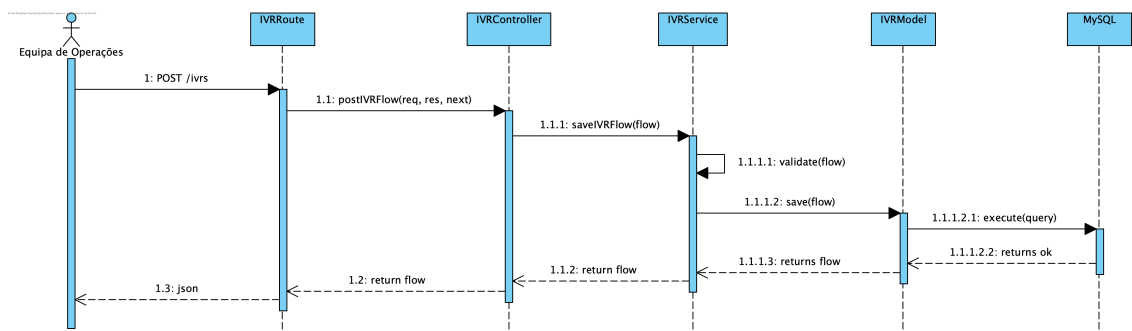 IVRRoute
IVRController
IVRService
IVRModel
MySQL
Equipa de Operações
1: POST /ivrs
1.1: postIVRFlow(req, res, next)
1.1.1: saveIVRFlow(flow)
1.1.1.1: validate(flow)
1.1.1.2: save(flow)
1.1.1.2.1: execute(query)
1.1.1.2.2: returns ok
1.1.1.3: returns flow
1.1.2: return flow
1.2: return flow
1.3: json